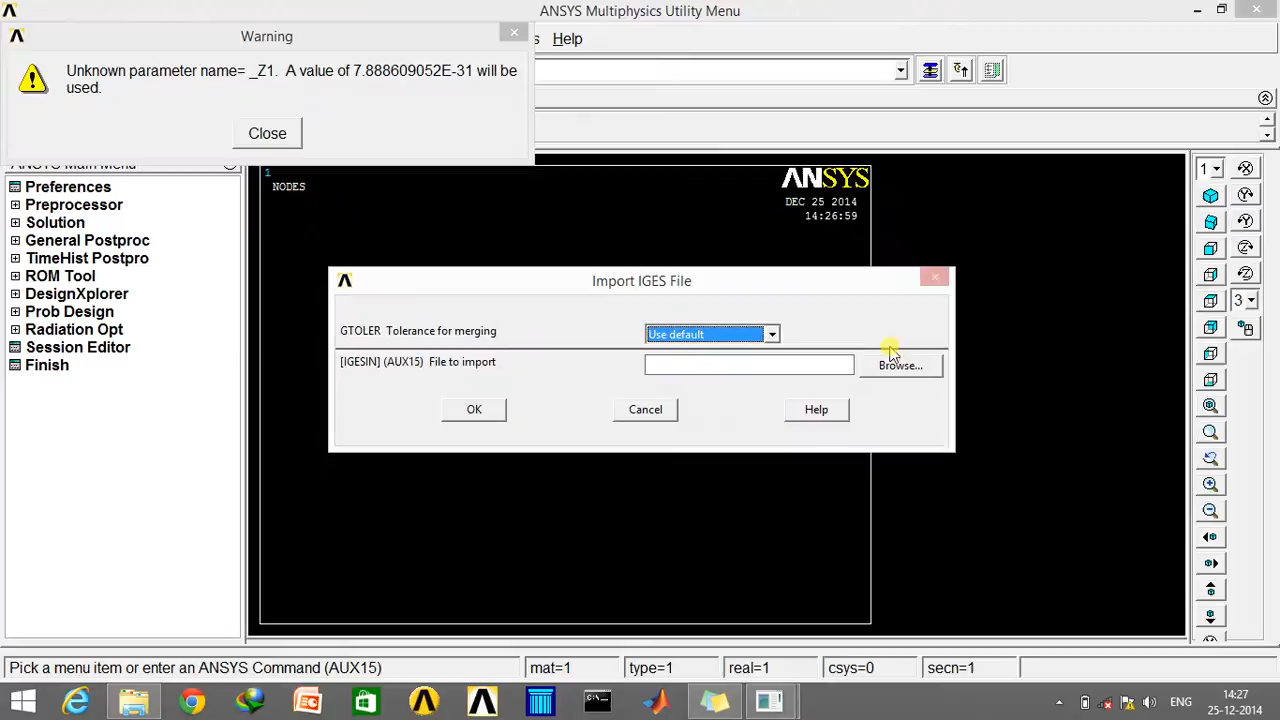 ANSYS Multiphysics Utility Menu
Warning
s Help
Unknown parameter name= _Z1. A value of 7.888609052E-31 will be
used.
Close
ANSYS Main Menu
Preferences
Preprocessor
Solution
General Postproc
TimeHist Postpro
ROM Tool
DesignXplorer
Prob Design
Radiation Opt
Session Editor
Finish
1
NODES
ANSYS
DEC 25 2014
14:26:59
1
3
Import IGES File
GTOLER Tolerance for merging
Use default
[IGESIN] (AUX15) File to import
Browse...
OK
Cancel
Help
Pick a menu item or enter an ANSYS Command (AUX15)
mat=1
type=1
real=1
csys=0
secn=1
ENG
14:27
25-12-2014